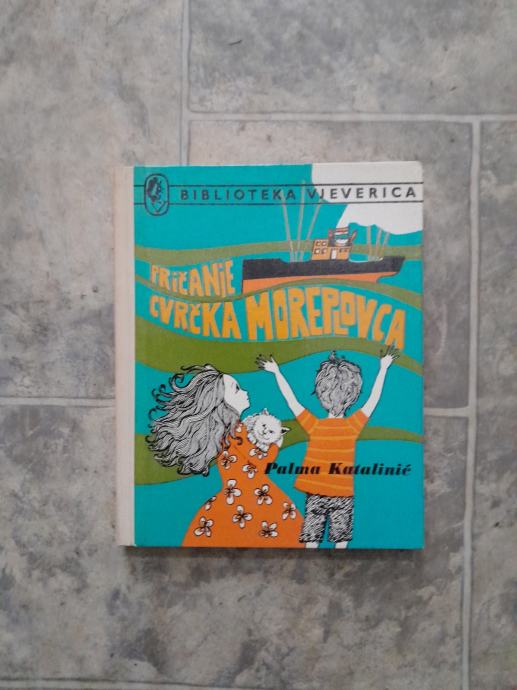 BIBLIOTEKA VJEVERICA
PRIČANJE
CVRČKA MOREPLOVCA
Palma Katalinić